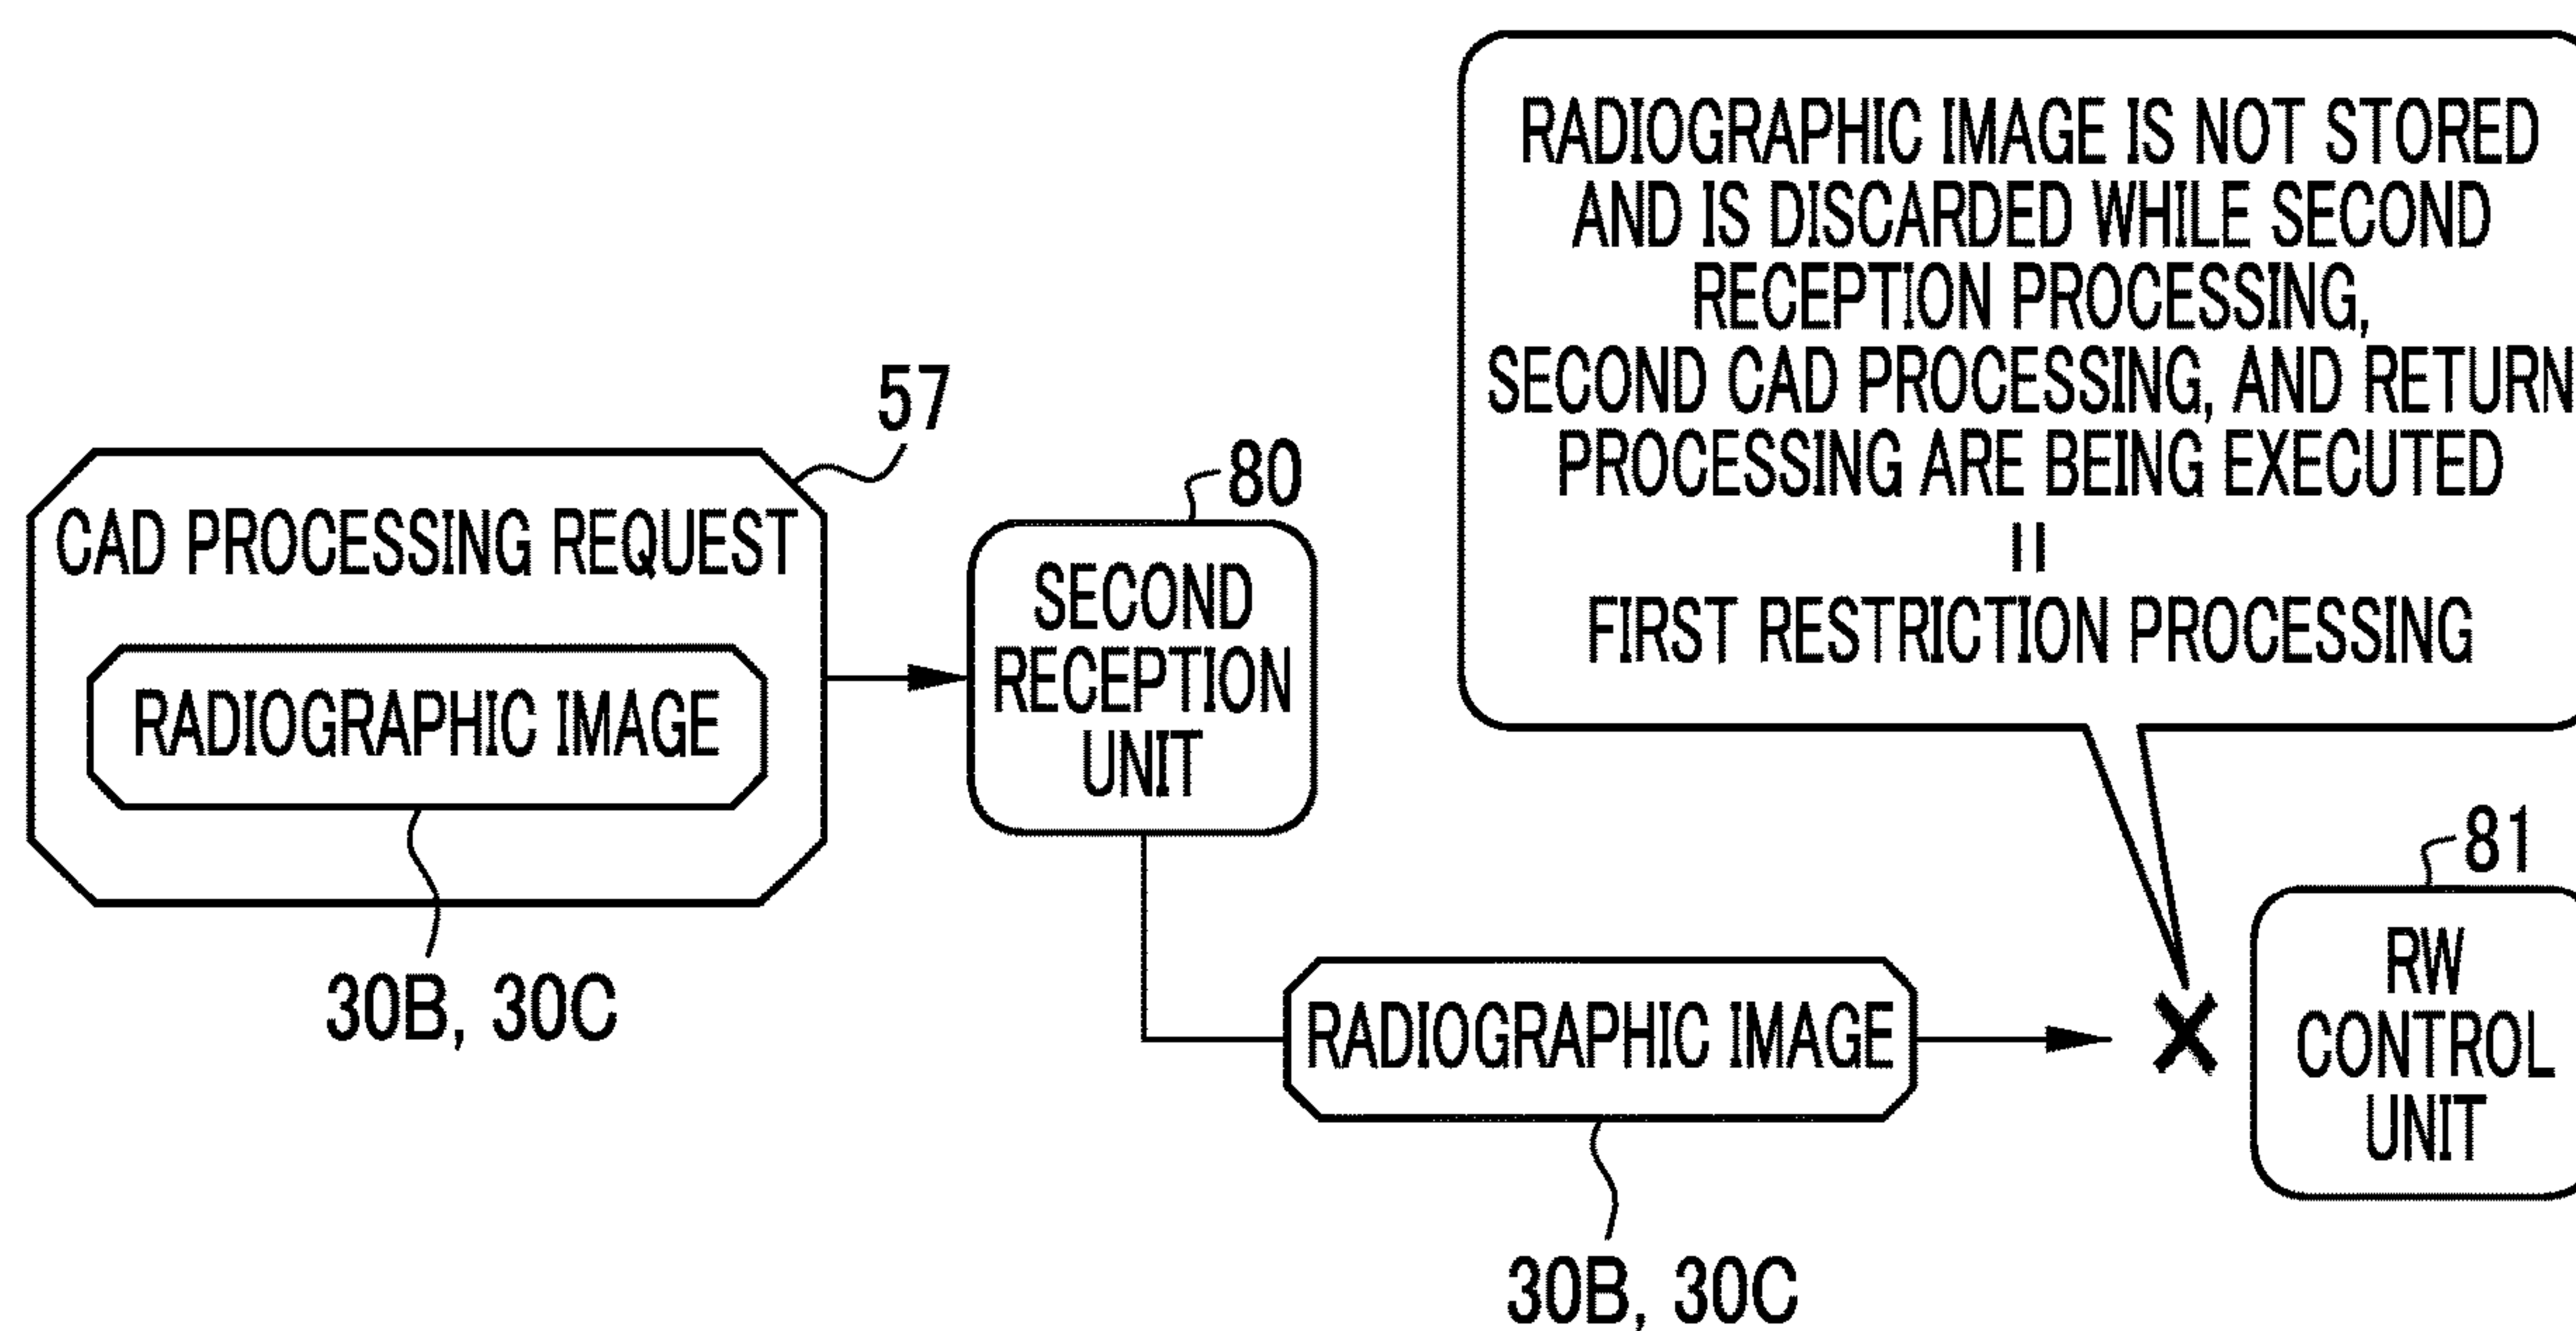 57
CAD PROCESSING REQUEST
RADIOGRAPHIC IMAGE
30B, 30C
80
SECOND
RECEPTION
UNIT
RADIOGRAPHIC IMAGE IS NOT STORED
AND IS DISCARDED WHILE SECOND
RECEPTION PROCESSING,
SECOND CAD PROCESSING, AND RETURN
PROCESSING ARE BEING EXECUTED
=
FIRST RESTRICTION PROCESSING
RADIOGRAPHIC IMAGE
30B, 30C
×
81
RW
CONTROL
UNIT